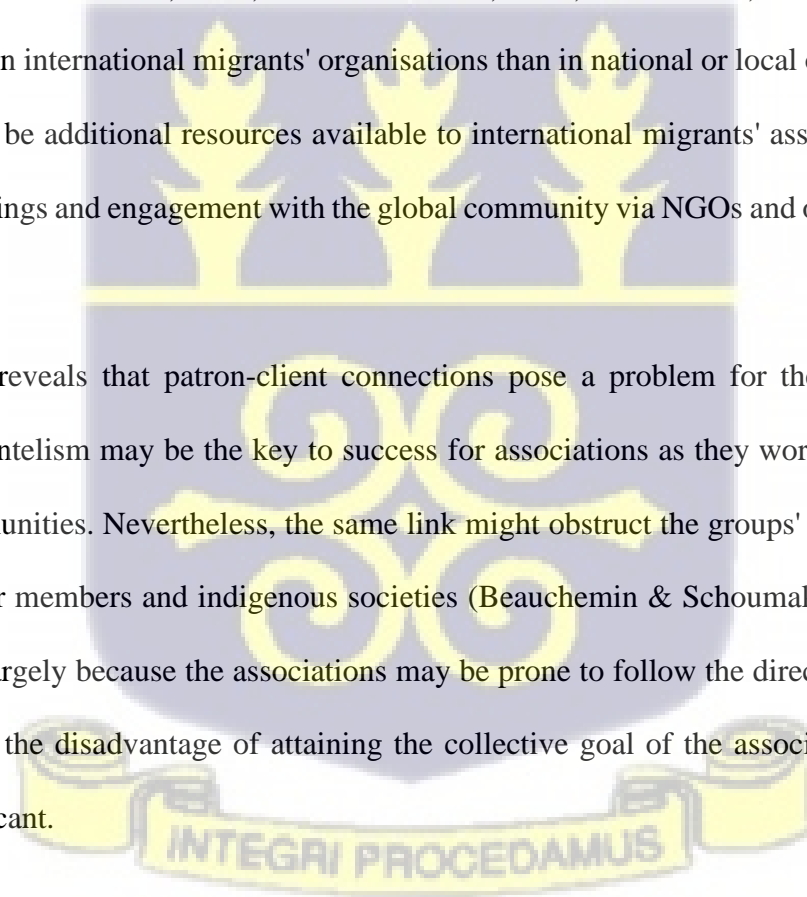 n international migrants' organisations than in national or local
be additional resources available to international migrants' ass
ings and engagement with the global community via NGOs and
reveals that patron-client connections pose a problem for the
ntelism may be the key to success for associations as they wor
unities. Nevertheless, the same link might obstruct the groups'
r members and indigenous societies (Beauchemin & Schoumal
argely because the associations may be prone to follow the direc
the disadvantage of attaining the collective goal of the associ
cant.
INTEGRI PROCEDAMUS